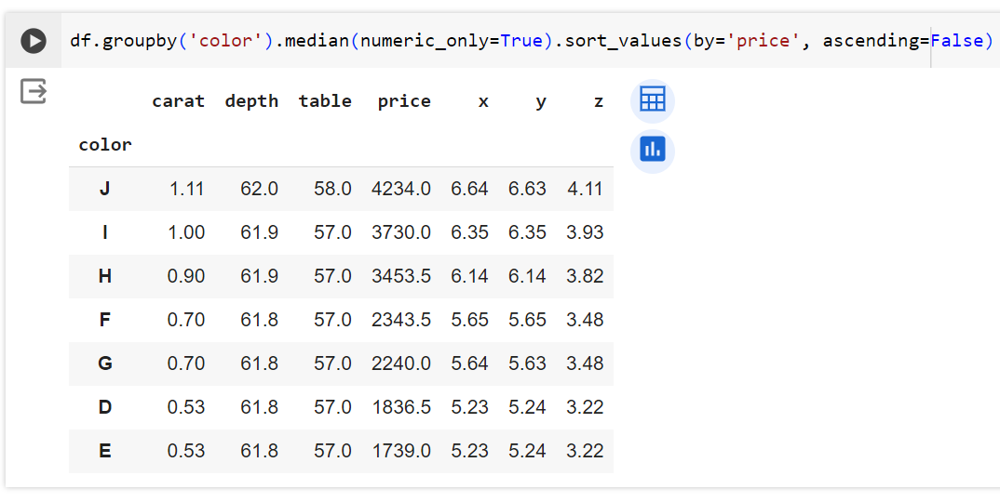 df.groupby('color').median(numeric_only=True).sort_values(by='price', ascending=False)
carat depth table price x y z
color
J 1.11 62.0 58.0 4234.0 6.64 6.63 4.11
I 1.00 61.9 57.0 3730.0 6.35 6.35 3.93
H 0.90 61.9 57.0 3453.5 6.14 6.14 3.82
F 0.70 61.8 57.0 2343.5 5.65 5.65 3.48
G 0.70 61.8 57.0 2240.0 5.64 5.63 3.48
D 0.53 61.8 57.0 1836.5 5.23 5.24 3.22
E 0.53 61.8 57.0 1739.0 5.23 5.24 3.22